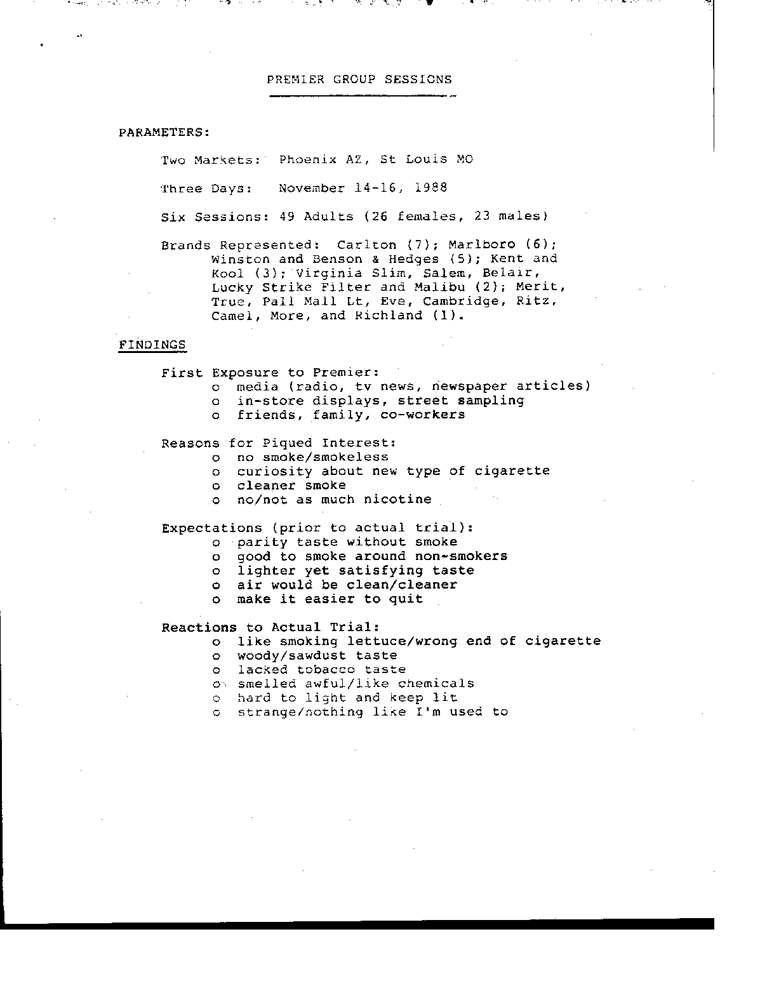 PREMIER GROUP SESSIONS
PARAMETERS:
Two Markets: Phoenix AZ, St Louis MO
Three Days: November 14-16, 1988
Six Sessions: 49 Adults (26 females, 23 males)
Brands Represented: Carlton (7); Marlboro (6);
Winston and Benson & Hedges (5); Kent and
Kool (3); Virginia Slim, Salem, Belair,
Lucky Strike Filter and Malibu (2); Merit,
True, Pall Mall Lt, Eve, Cambridge, Ritz,
Camel, More, and Richland (1).
FINDINGS
First Exposure to Premier:
o media (radio, tv news, newspaper articles)
o in-store displays, street sampling
o friends, family, co-workers
Reasons for Piqued Interest:
o no smoke/smokeless
o curiosity about new type of cigarette
o cleaner smoke
o no/not as much nicotine
Expectations (prior to actual trial):
o parity taste without smoke
o good to smoke around non-smokers
o lighter yet satisfying taste
o air would be clean/cleaner
o make it easier to quit
Reactions to Actual Trial:
o like smoking lettuce/wrong end of cigarette
o woody/sawdust taste
o lacked tobacco taste
o smelled awful/like chemicals
o hard to light and keep lit
o strange/nothing like I'm used to